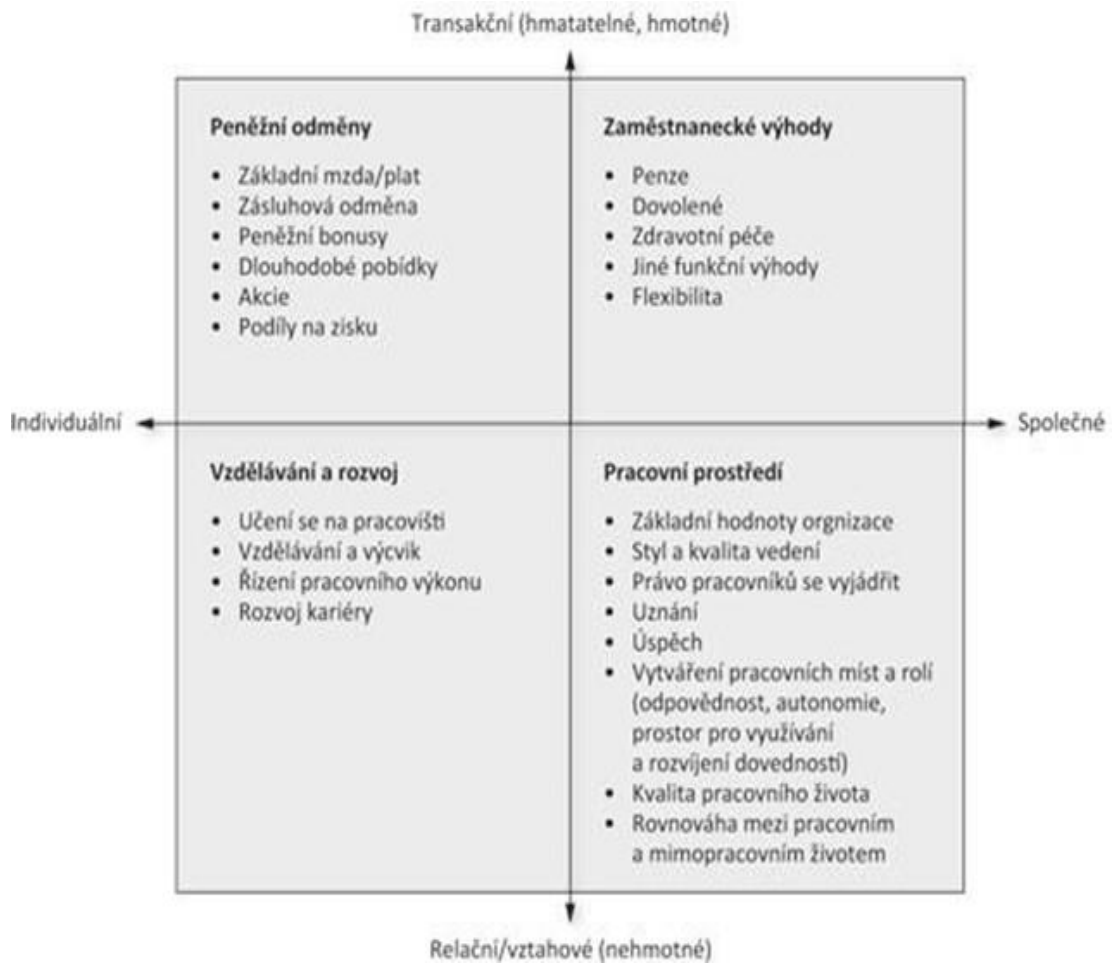 Transakční (hmatatelné, hmotné)
Peněžní odměny
• Základní mzda/plat
• Zásluhová odměna
• Peněžní bonusy
• Dlouhodobé pobídky
• Akcie
• Podíly na zisku
Zaměstnanecké výhody
• Penze
• Dovolené
• Zdravotní péče
• Jiné funkční výhody
• Flexibilita
Individuální
Společné
Vzdělávání a rozvoj
• Učení se na pracovišti
• Vzdělávání a výcvik
• Řízení pracovního výkonu
• Rozvoj kariéry
Pracovní prostředí
• Základní hodnoty orgnizace
• Styl a kvalita vedení
• Právo pracovníků se vyjádřit
• Uznání
• Úspěch
• Vytváření pracovních míst a rolí
(odpovědnost, autonomie,
prostor pro využívání
a rozvíjení dovedností)
• Kvalita pracovního života
• Rovnováha mezi pracovním
a mimopracovním životem
Relační/vztahové (nehmotné)